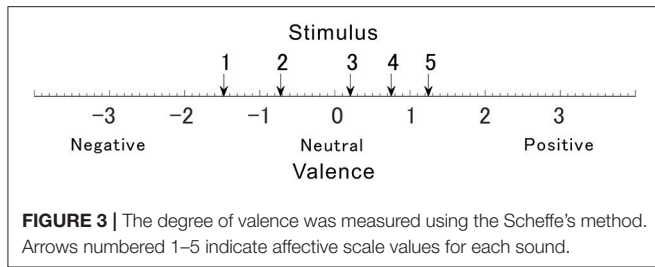 Stimulus
1 2 3 4 5
−3 −2 −1 0 1 2 3
Negative Neutral Positive
Valence
FIGURE 3 | The degree of valence was measured using the Scheffe’s method.
Arrows numbered 1–5 indicate affective scale values for each sound.